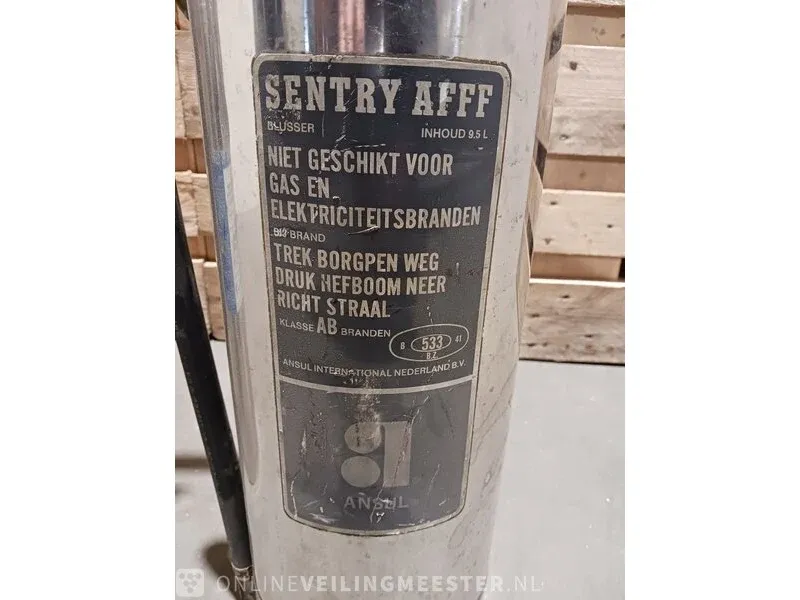 SENTRY AFFF
BLUSSER INHOUD 9.5 L
NIET GESCHIKT VOOR
GAS EN
ELEKTRICITEITSBRANDEN
BIJ BRAND
TREK BORGPEN WEG
DRUK HEFBOOM NEER
RICHT STRAAL
KLASSE AB BRANDEN
8 533 41
B.Z.
ANSUL INTERNATIONAL NEDERLAND B.V.
ANSUL
ONLINEVEILINGMEESTER.NL